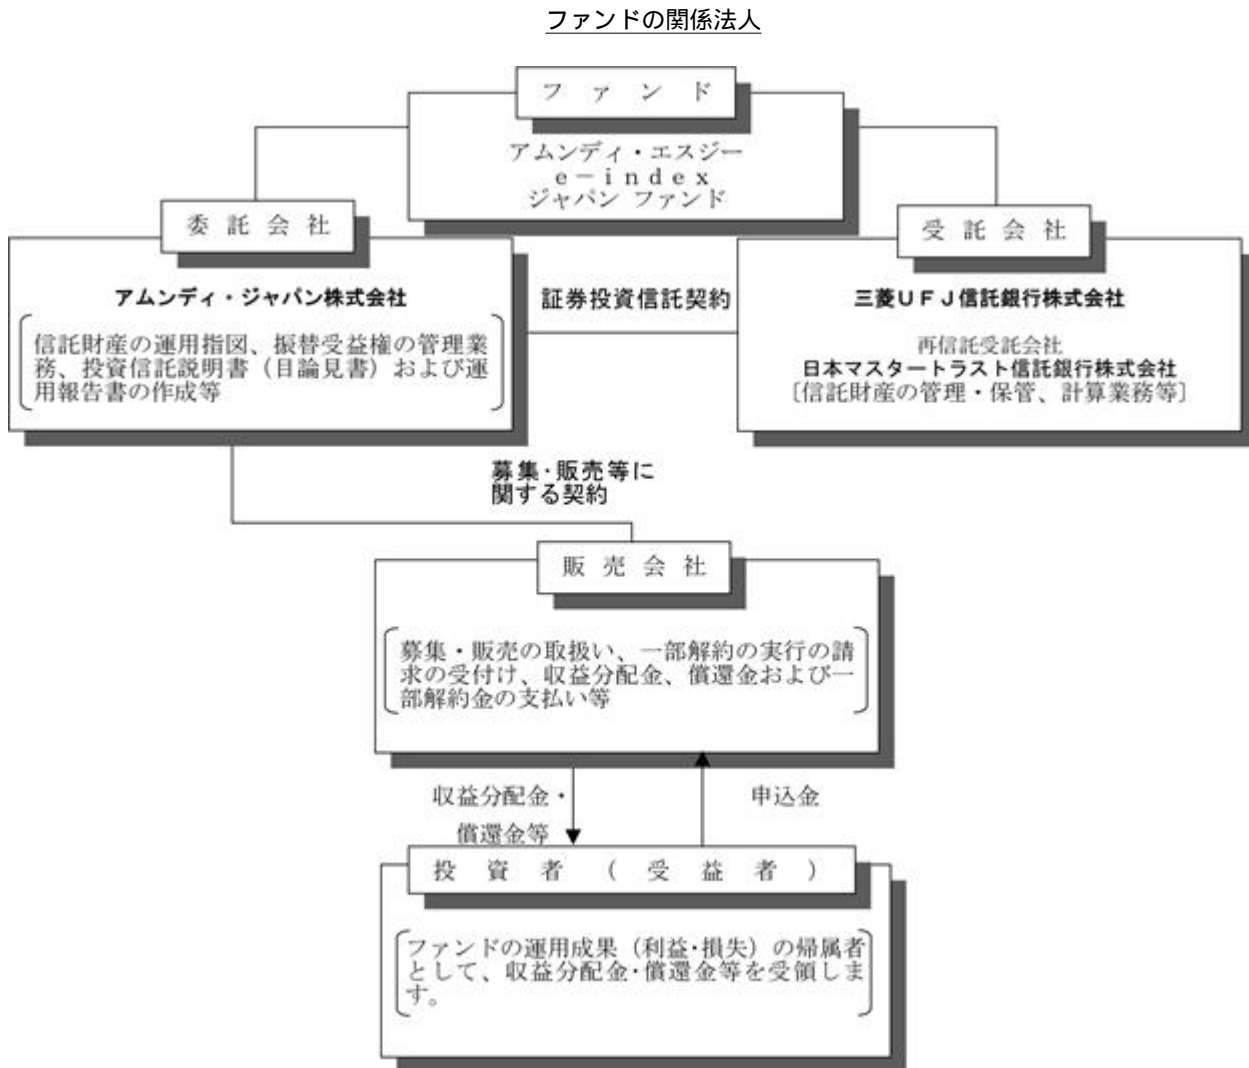 ファンドの関係法人
フ ァ ン ド
アムンディ・エスジー
ｅ－ｉｎｄｅｘ
ジャパン ファンド
委 託 会 社
受 託 会 社
アムンディ・ジャパン株式会社
信託財産の運用指図、振替受益権の管理業
務、投資信託説明書（目論見書）および運
用報告書の作成等
証券投資信託契約
三菱ＵＦＪ信託銀行株式会社
再信託受託会社
日本マスタートラスト信託銀行株式会社
〔信託財産の管理・保管、計算業務等〕
募集･販売等に
関する契約
販 売 会 社
募集・販売の取扱い、一部解約の実行の請
求の受付け、収益分配金、償還金および一
部解約金の支払い等
収益分配金・
償還金等
申込金
投 資 者 （ 受 益 者 ）
ファンドの運用成果（利益･損失）の帰属者
として、収益分配金･償還金等を受領しま
す。